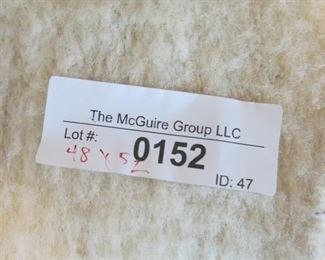 The McGuire Group LLC
Lot #: 0152
48 x 52
ID: 47